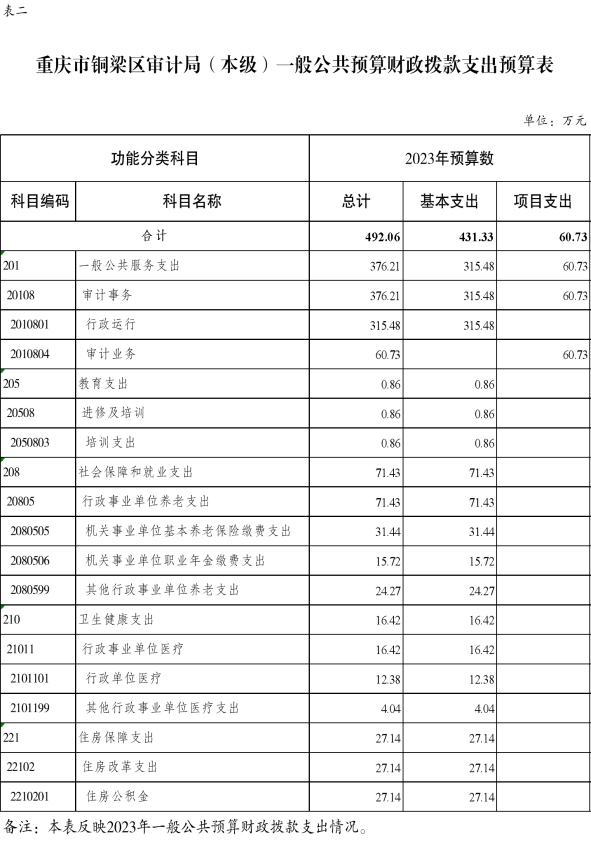 表二
重庆市铜梁区审计局（本级）一般公共预算财政拨款支出预算表
单位：万元
功能分类科目 2023年预算数
科目编码 科目名称 总计 基本支出 项目支出
合计 492.06 431.33 60.73
201 一般公共服务支出 376.21 315.48 60.73
20108 审计事务 376.21 315.48 60.73
2010801 行政运行 315.48 315.48
2010804 审计业务 60.73 60.73
205 教育支出 0.86 0.86
20508 进修及培训 0.86 0.86
2050803 培训支出 0.86 0.86
208 社会保障和就业支出 71.43 71.43
20805 行政事业单位养老支出 71.43 71.43
2080505 机关事业单位基本养老保险缴费支出 31.44 31.44
2080506 机关事业单位职业年金缴费支出 15.72 15.72
2080599 其他行政事业单位养老支出 24.27 24.27
210 卫生健康支出 16.42 16.42
21011 行政事业单位医疗 16.42 16.42
2101101 行政单位医疗 12.38 12.38
2101199 其他行政事业单位医疗支出 4.04 4.04
221 住房保障支出 27.14 27.14
22102 住房改革支出 27.14 27.14
2210201 住房公积金 27.14 27.14
备注：本表反映2023年一般公共预算财政拨款支出情况。